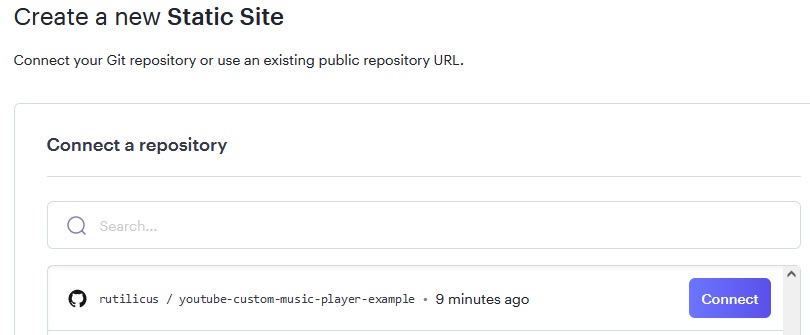 Create a new Static Site
Connect your Git repository or use an existing public repository URL.
Connect a repository
Search...
rutilicus / youtube-custom-music-player-example • 9 minutes ago Connect